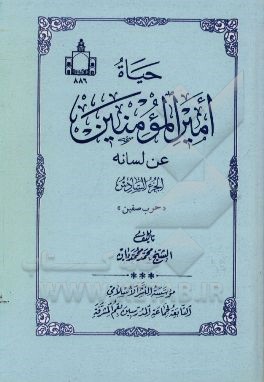 ٨٨٦
حياة
أمير المؤمنين
عن لسانه
الجزء السادس
«حرب صفين»
تأليف
الشيخ محمد محمديان
***
مؤسسة النشر الإسلامي
التابعة لجماعة المدرسين بقم المشرفة